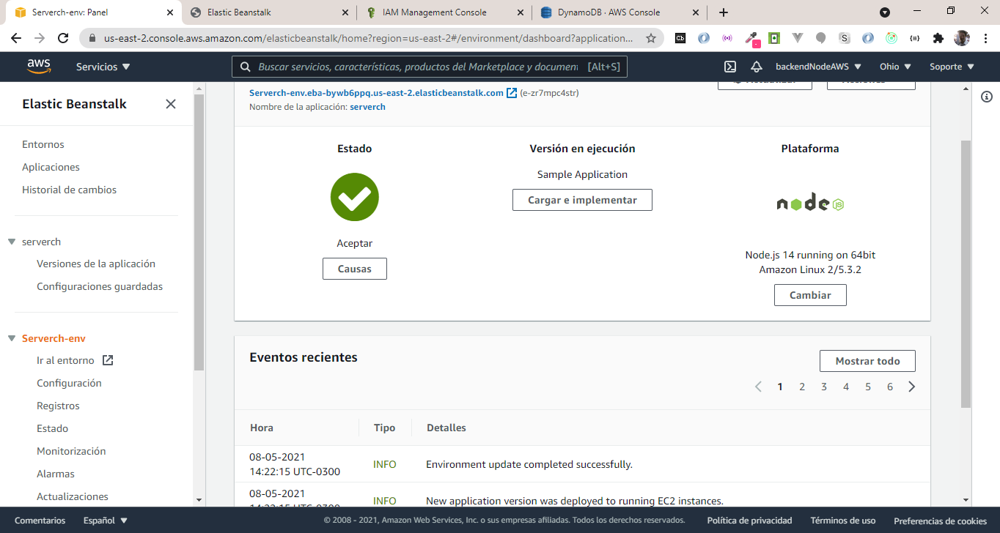 Serverch-env: Panel
Elastic Beanstalk
IAM Management Console
DynamoDB · AWS Console
us-east-2.console.aws.amazon.com/elasticbeanstalk/home?region=us-east-2#/environment/dashboard?application...
aws
Servicios
Buscar servicios, características, productos del Marketplace y documen
[Alt+S]
backendNodeAWS
Ohio
Soporte
Elastic Beanstalk
Entornos
Aplicaciones
Historial de cambios
serverch
Versiones de la aplicación
Configuraciones guardadas
Serverch-env
Ir al entorno
Configuración
Registros
Estado
Monitorización
Alarmas
Actualizaciones
Serverch-env.eba-bywb6ppq.us-east-2.elasticbeanstalk.com (e-zr7mpc4str)
Nombre de la aplicación: serverch
Estado
Aceptar
Causas
Versión en ejecución
Sample Application
Cargar e implementar
Plataforma
node JS
Node.js 14 running on 64bit
Amazon Linux 2/5.3.2
Cambiar
Eventos recientes
Mostrar todo
1 2 3 4 5 6
Hora Tipo Detalles
08-05-2021
14:22:15 UTC-0300
INFO
Environment update completed successfully.
08-05-2021
14:22:15 UTC-0300
INFO
New application version was deployed to running EC2 instances.
Comentarios
Español
© 2008 - 2021, Amazon Web Services, Inc. o sus empresas afiliadas. Todos los derechos reservados.
Política de privacidad
Términos de uso
Preferencias de cookies